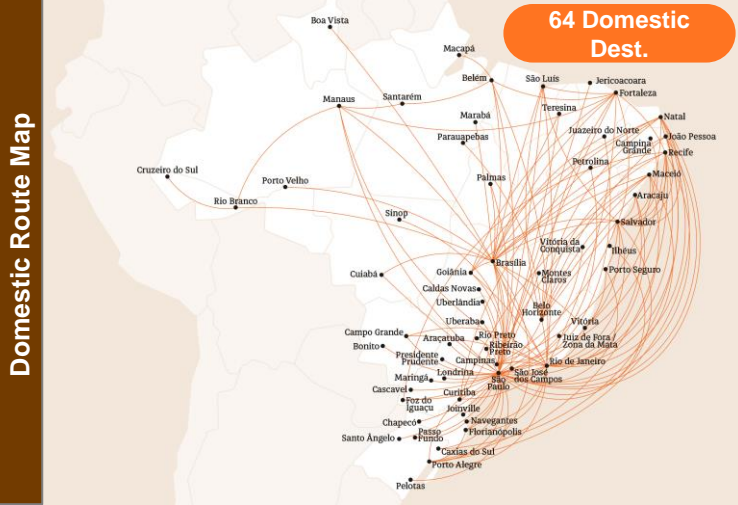 Domestic Route Map
64 Domestic
Dest.
Boa Vista
Macapá
Belém
São Luís
Jericoacoara
Fortaleza
Manaus
Santarém
Teresina
Natal
Marabá
Parauapebas
Juazeiro do Norte
João Pessoa
Campina
Grande
Recife
Petrolina
Maceió
Cruzeiro do Sul
Porto Velho
Palmas
Aracaju
Rio Branco
Sinop
Salvador
Vitória da
Conquista
Ilhéus
Brasília
Porto Seguro
Cuiabá
Goiânia
Montes
Claros
Caldas Novas
Uberlândia
Belo
Horizonte
Uberaba
Vitória
Campo Grande
Araçatuba
Rio Preto
Ribeirão
Preto
Juiz de Fora /
Zona da Mata
Bonito
Presidente
Prudente
Campinas
Rio de Janeiro
Maringá
Londrina
São
Paulo
São José
dos Campos
Cascavel
Curitiba
Foz do
Iguaçu
Joinville
Chapecó
Navegantes
Santo Ângelo
Passo
Fundo
Florianópolis
Caxias do Sul
Porto Alegre
Pelotas